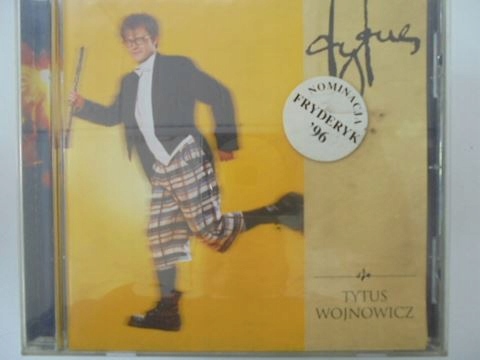 tytus
NOMINACJA
FRYDERYK
'96
TYTUS
WOJNOWICZ